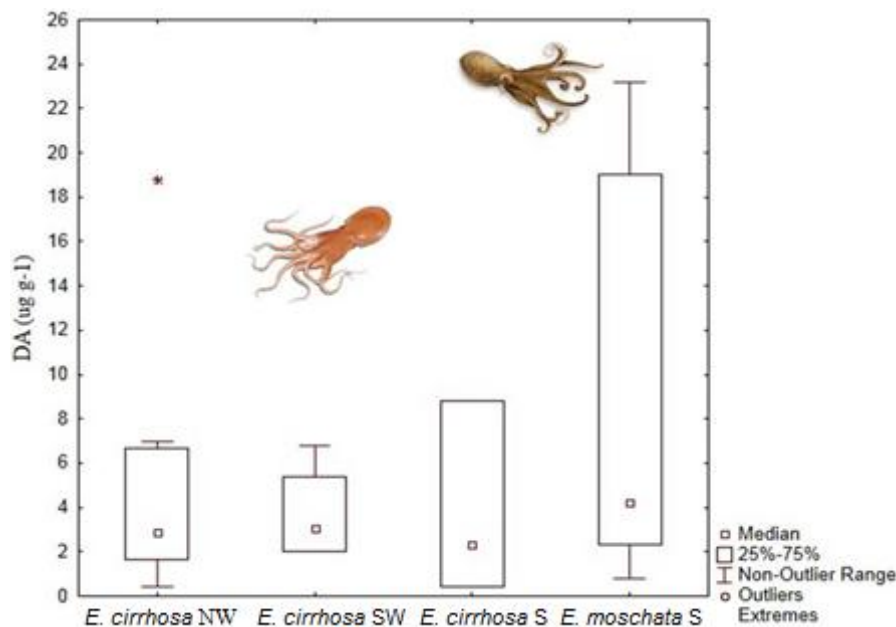 26
24
22
20
18
16
14
12
10
8
6
4
2
0
DA (ug g-1)
E. cirrhosa NW E. cirrhosa SW E. cirrhosa S E. moschata S
Median
25%-75%
Non-Outlier Range
Outliers
Extremes